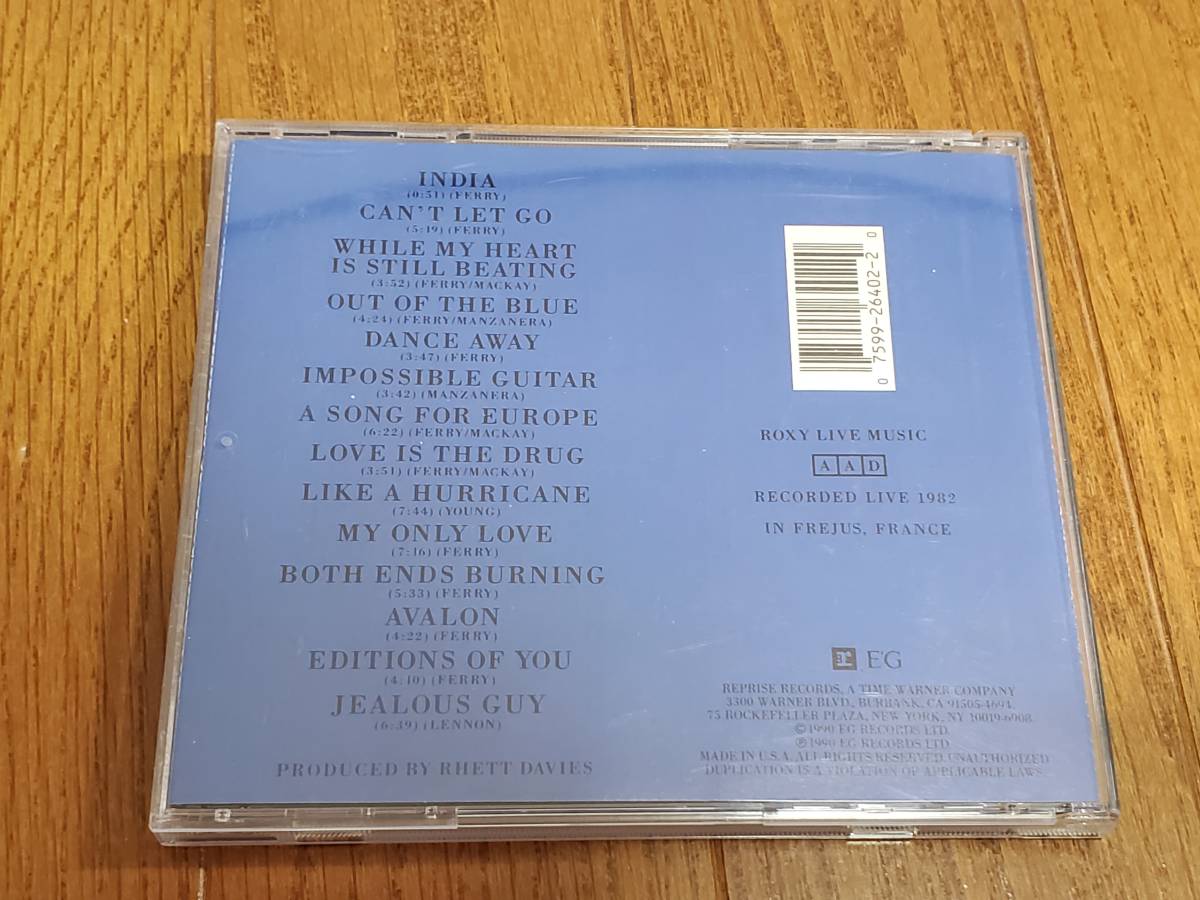 INDIA
(0:51) (FERRY)
CAN'T LET GO
(5:19) (FERRY)
WHILE MY HEART
IS STILL BEATING
(3:52) (FERRY/MACKAY)
OUT OF THE BLUE
(4:24) (FERRY/MANZANERA)
DANCE AWAY
(3:47) (FERRY)
IMPOSSIBLE GUITAR
(3:42) (MANZANERA)
A SONG FOR EUROPE
(6:22) (FERRY/MACKAY)
LOVE IS THE DRUG
(3:51) (FERRY/MACKAY)
LIKE A HURRICANE
(7:44) (YOUNG)
MY ONLY LOVE
(7:16) (FERRY)
BOTH ENDS BURNING
(5:33) (FERRY)
AVALON
(4:22) (FERRY)
EDITIONS OF YOU
(4:10) (FERRY)
JEALOUS GUY
(6:39) (LENNON)
PRODUCED BY RHETT DAVIES
0 7599-26402-2 0
ROXY LIVE MUSIC
A A D
RECORDED LIVE 1982
IN FREJUS, FRANCE
r E'G
REPRISE RECORDS, A TIME WARNER COMPANY
3300 WARNER BLVD., BURBANK, CA 91505-4694.
75 ROCKEFELLER PLAZA, NEW YORK, NY 10019-6908.
©1990 EG RECORDS LTD.
℗1990 EG RECORDS LTD.
MADE IN U.S.A. ALL RIGHTS RESERVED. UNAUTHORIZED
DUPLICATION IS A VIOLATION OF APPLICABLE LAWS.